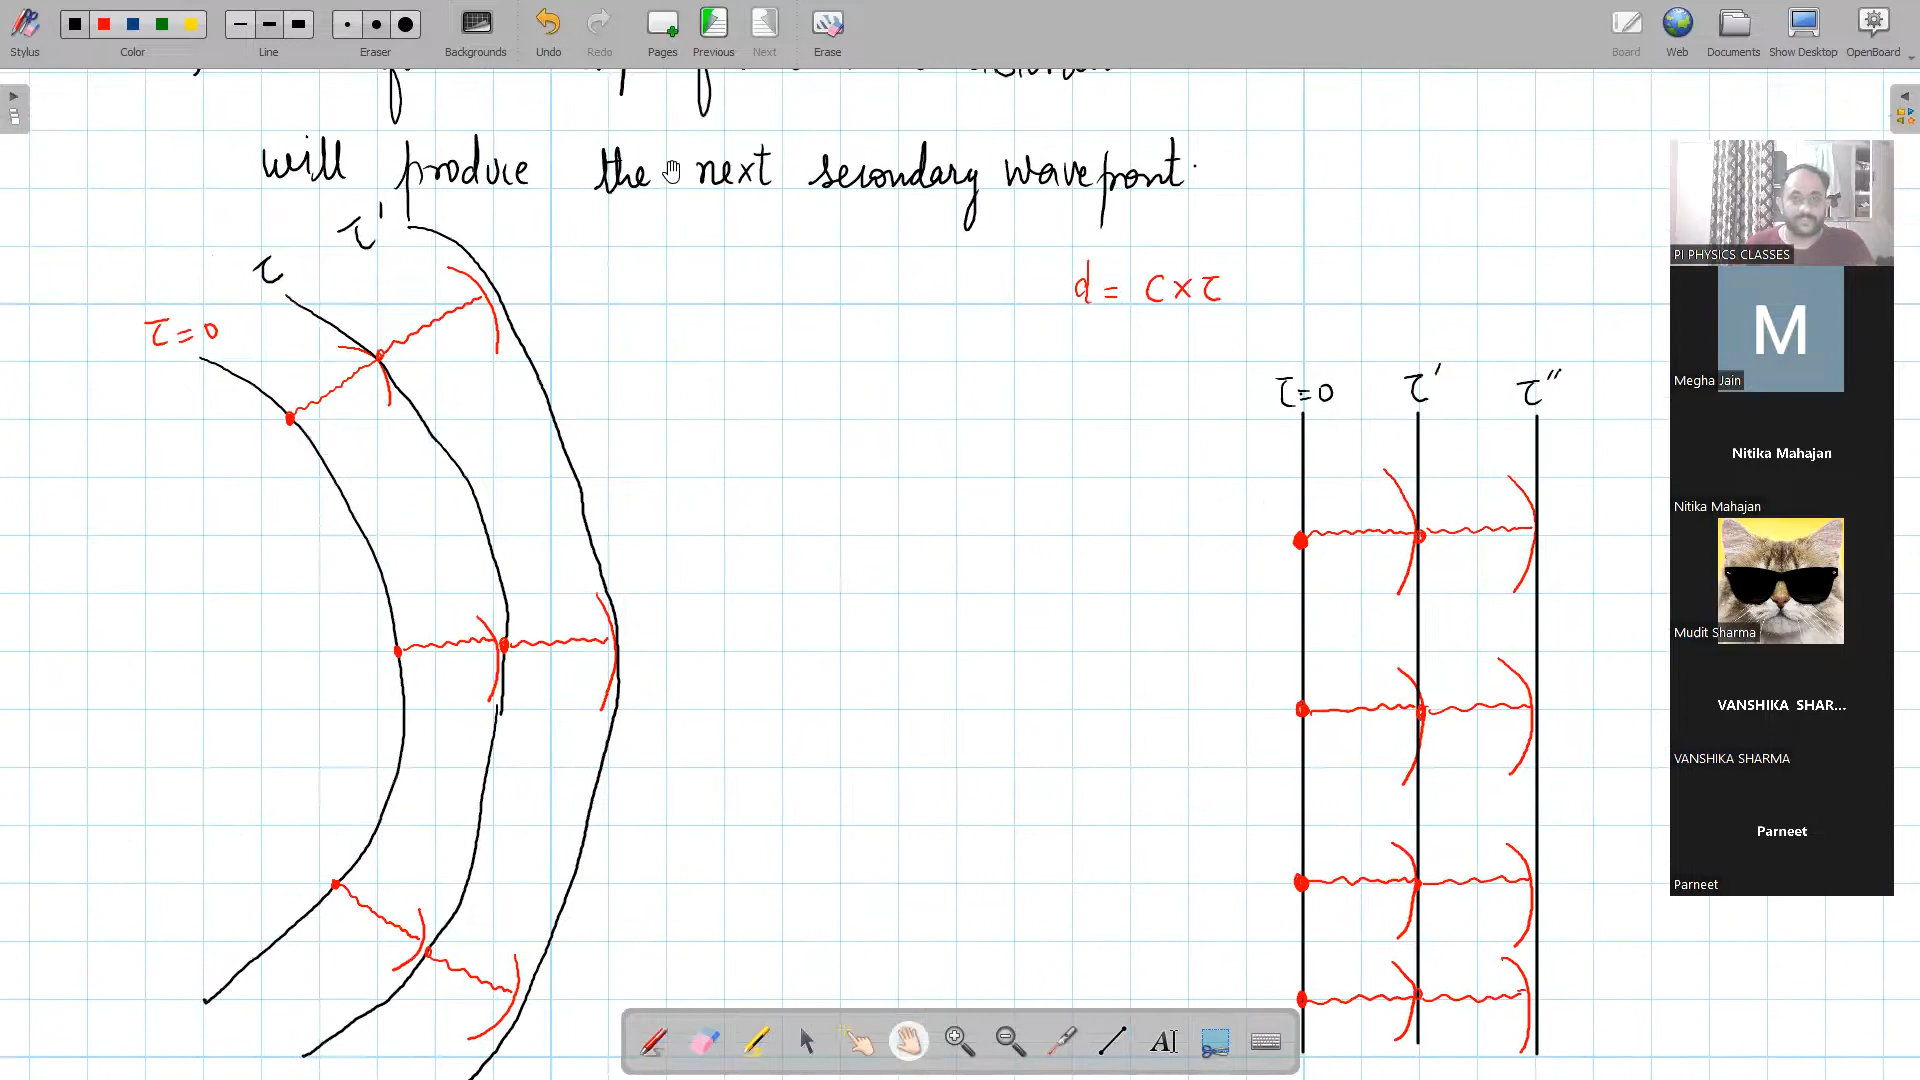 Stylus
Color
Line
Eraser
Backgrounds
Undo
Redo
Pages
Previous
Next
Erase
Board
Web
Documents
Show Desktop
OpenBoard
will produce the next secondary wavefront.
τ'
τ
τ=0
d = c×τ
τ=0 τ' τ''
PI PHYSICS CLASSES
M
Megha Jain
Nitika Mahajan
Nitika Mahajan
Mudit Sharma
VANSHIKA SHAR...
VANSHIKA SHARMA
Parneet
Parneet